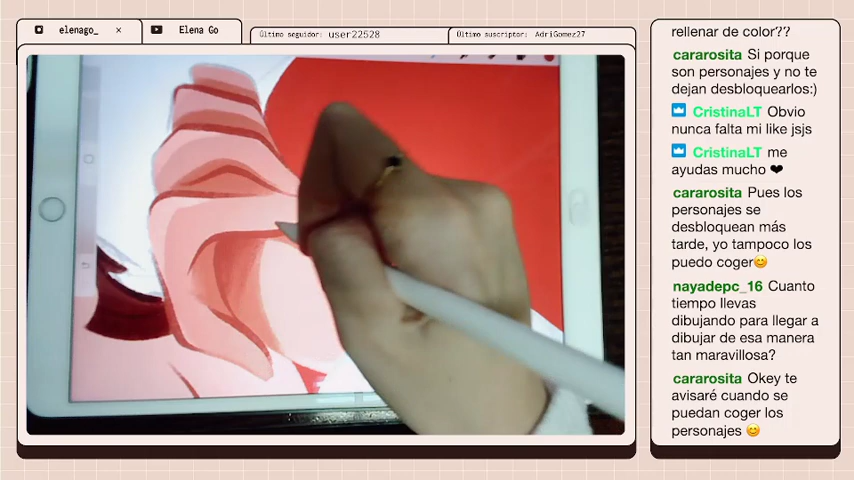 elenago_ ×
Elena Go
Último seguidor: user22528
Último suscriptor: AdriGomez27
rellenar de color??
cararosita Si porque
son personajes y no te
dejan desbloquearlos:)
CristinaLT Obvio
nunca falta mi like jsjs
CristinaLT me
ayudas mucho ❤
cararosita Pues los
personajes se
desbloquean más
tarde, yo tampoco los
puedo coger😊
nayadepc_16 Cuanto
tiempo llevas
dibujando para llegar a
dibujar de esa manera
tan maravillosa?
cararosita Okey te
avisaré cuando se
puedan coger los
personajes 😊